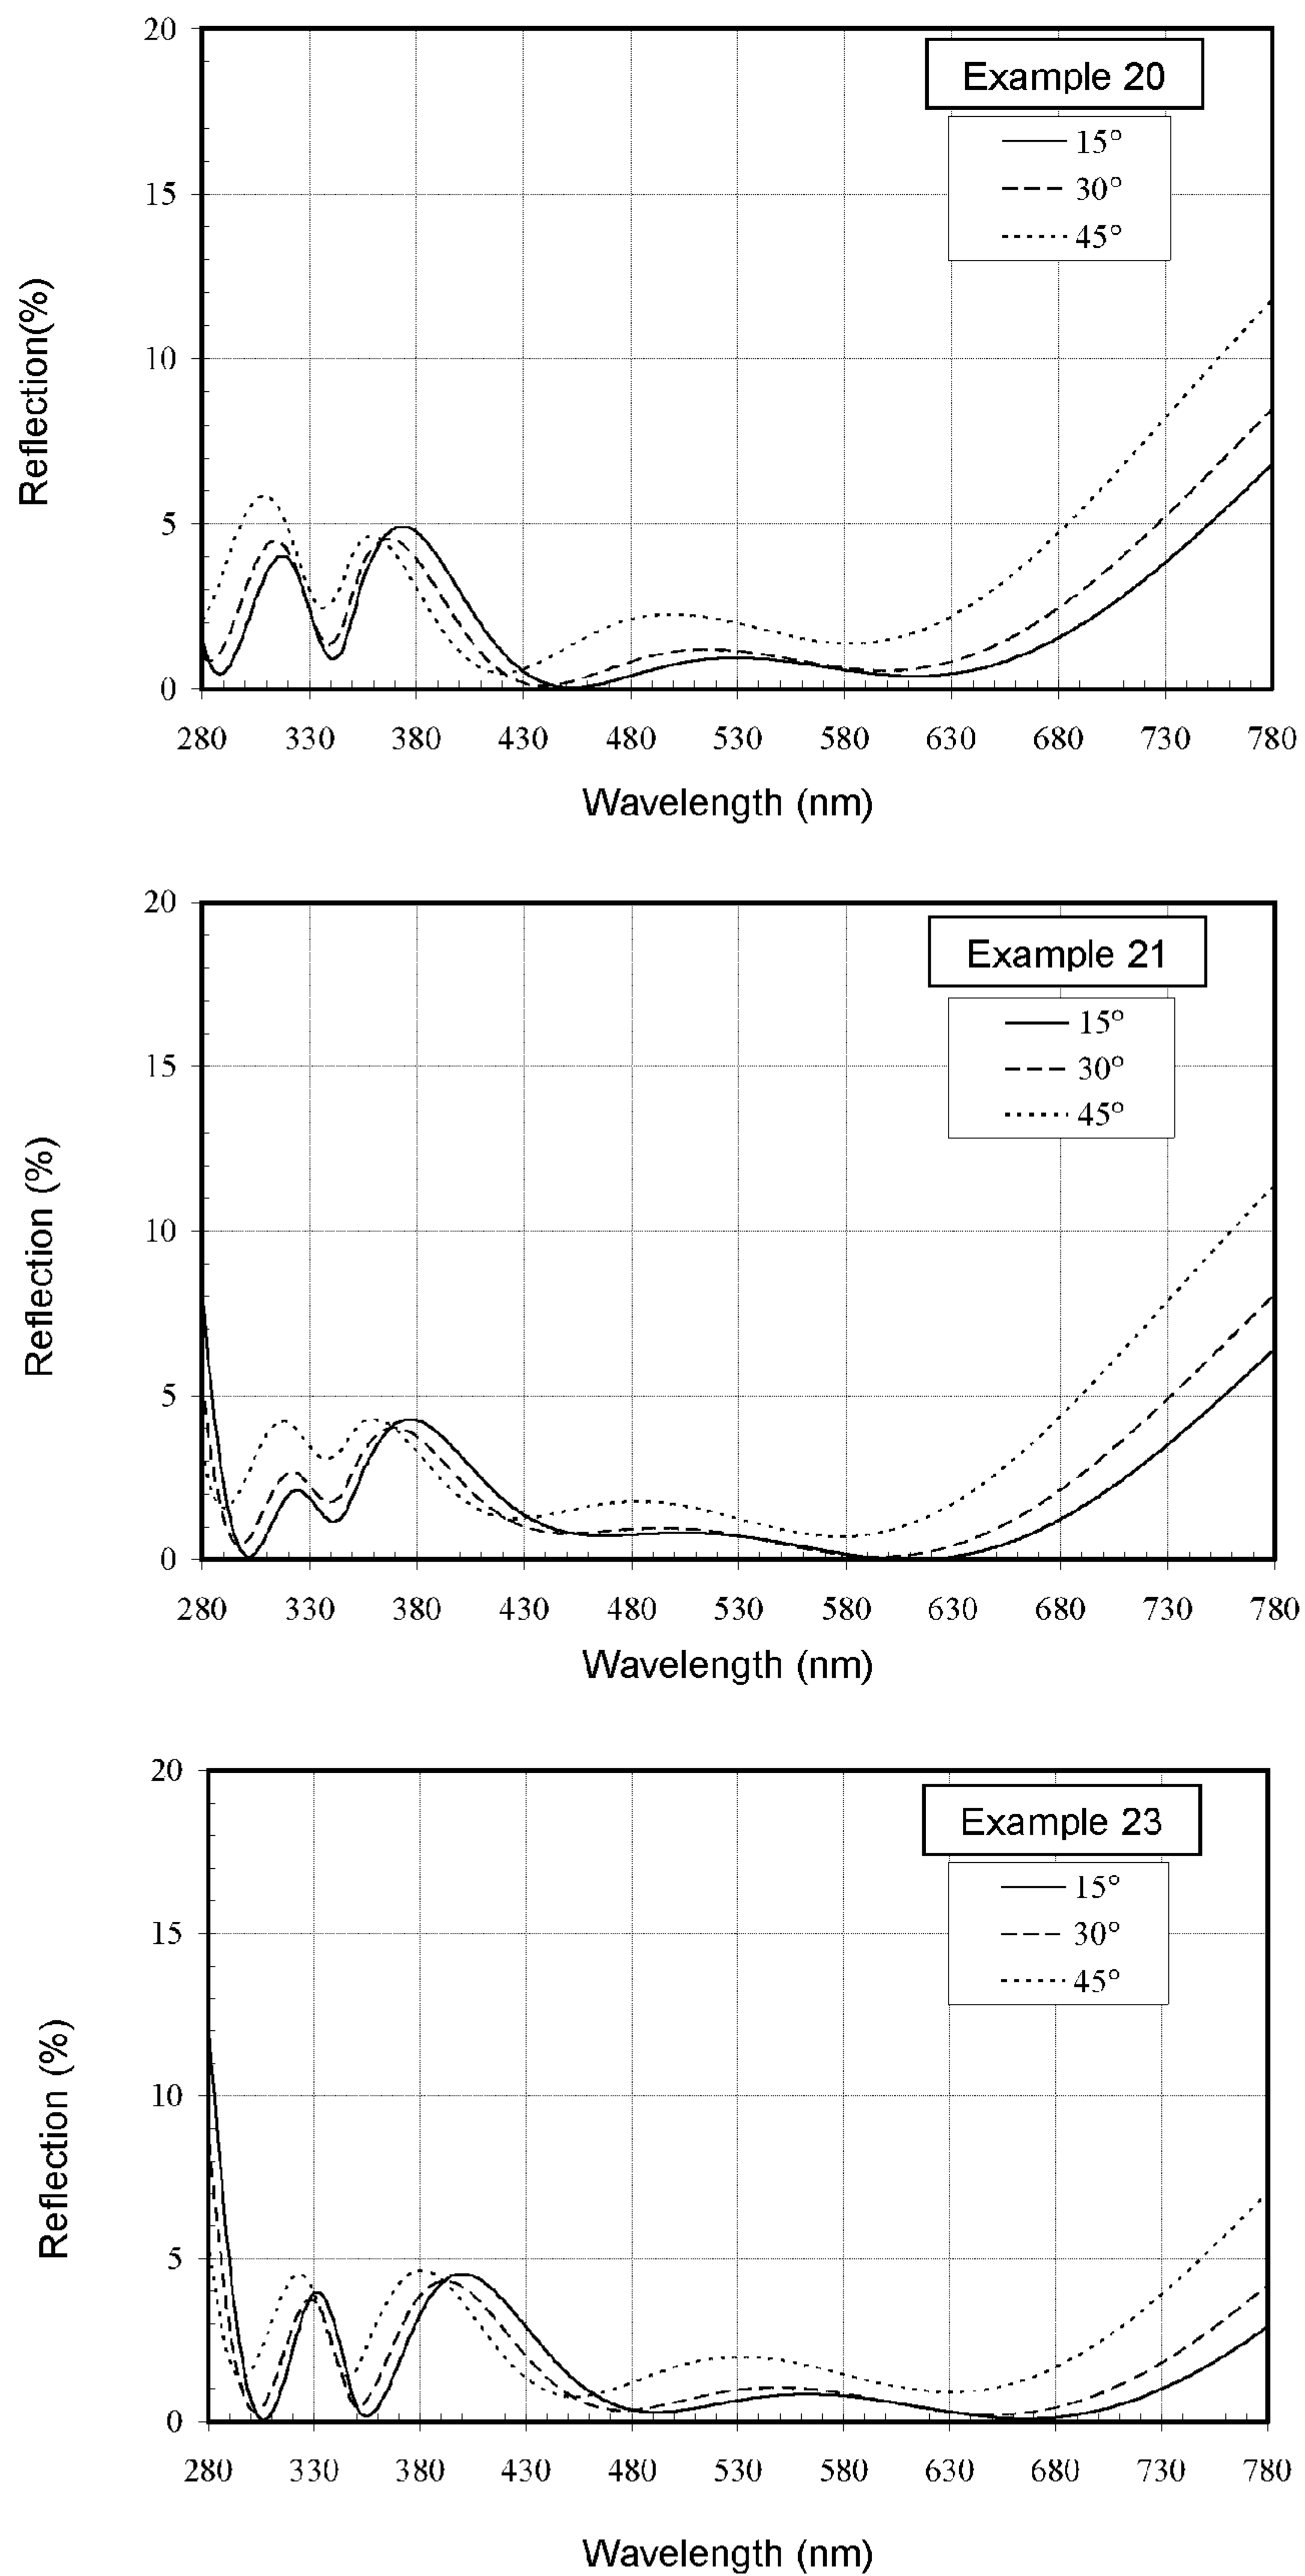 20
Example 20
15°
30°
45°
15
10
5
0
Reflection(%)
280 330 380 430 480 530 580 630 680 730 780
Wavelength (nm)
20
Example 21
15°
30°
45°
15
10
5
0
Reflection (%)
280 330 380 430 480 530 580 630 680 730 780
Wavelength (nm)
20
Example 23
15°
30°
45°
15
10
5
0
Reflection (%)
280 330 380 430 480 530 580 630 680 730 780
Wavelength (nm)